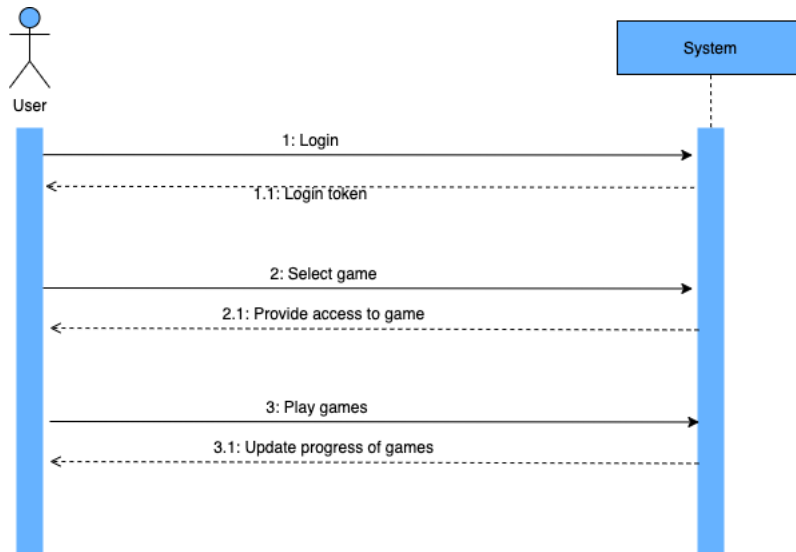 System
User
1: Login
1.1: Login token
2: Select game
2.1: Provide access to game
3: Play games
3.1: Update progress of games